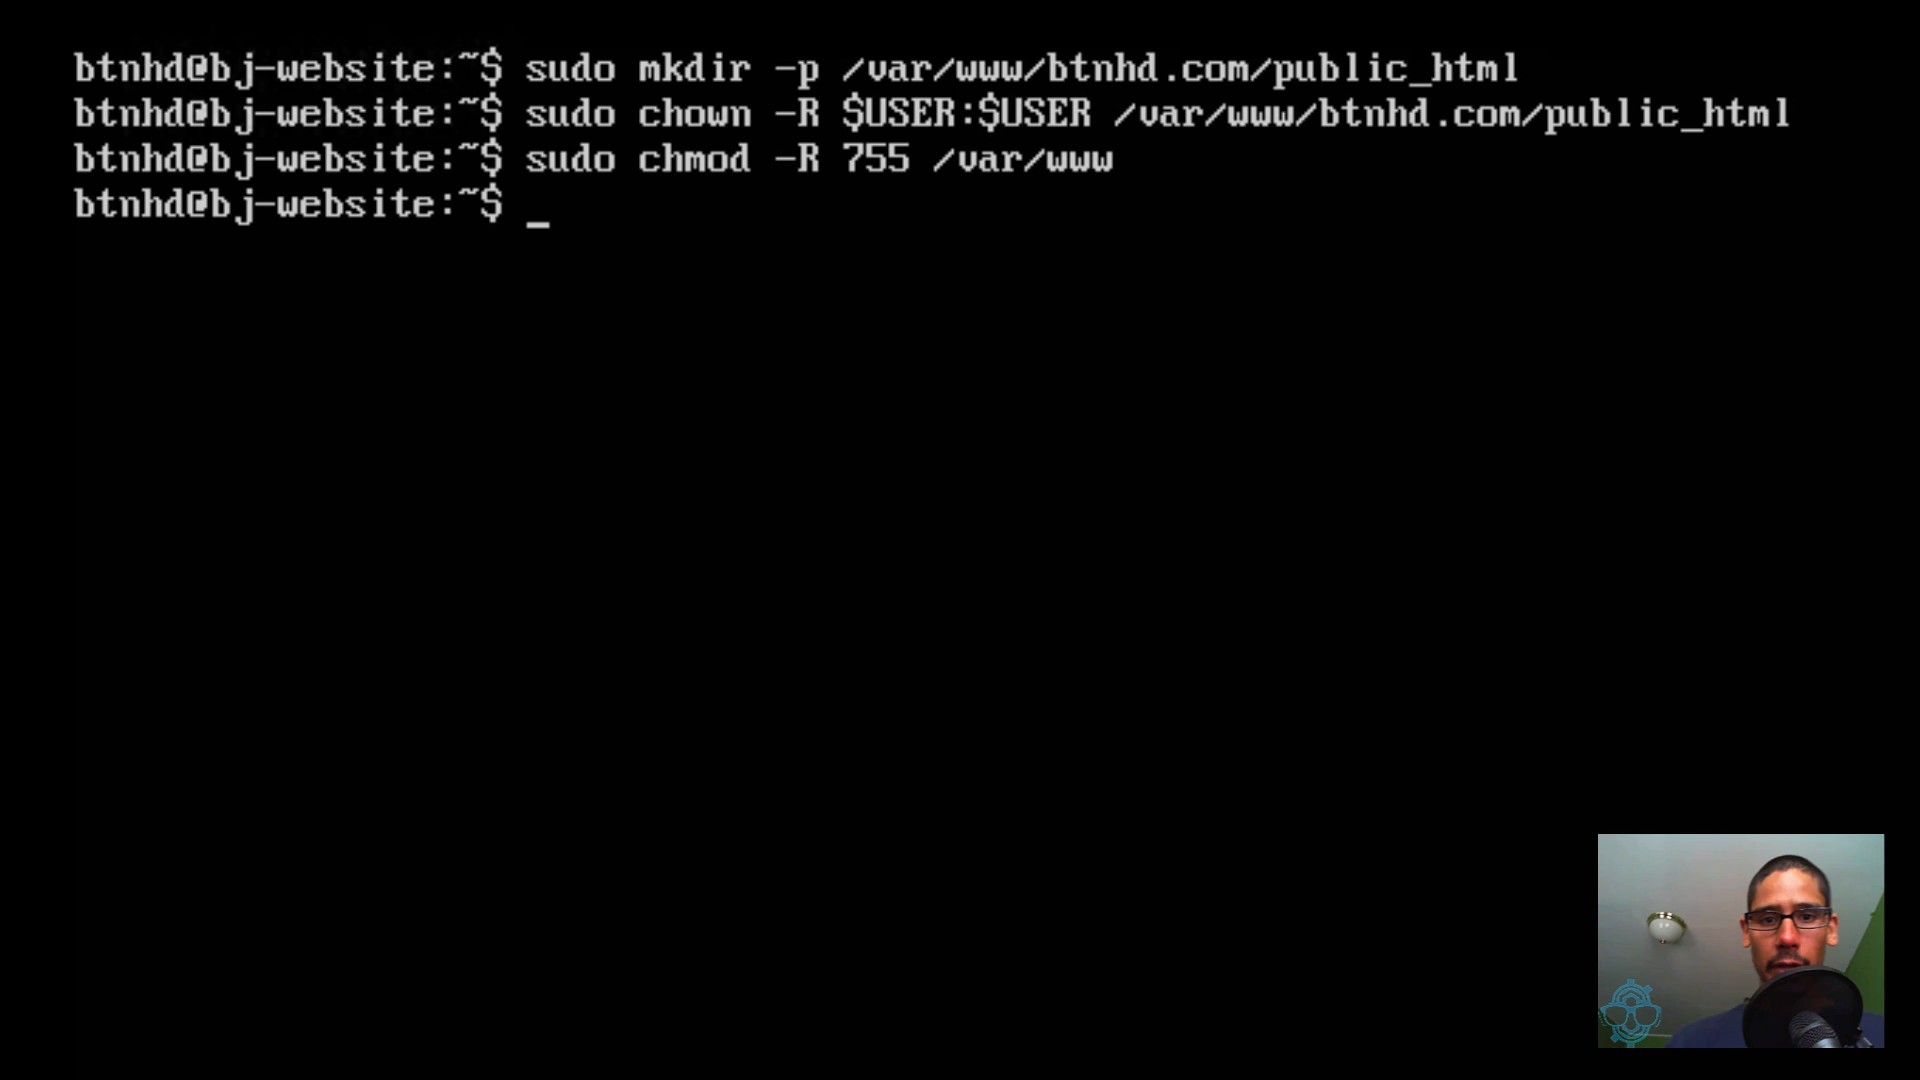 btnhd@bj-website:~$ sudo mkdir -p /var/www/btnhd.com/public_html
btnhd@bj-website:~$ sudo chown -R $USER:$USER /var/www/btnhd.com/public_html
btnhd@bj-website:~$ sudo chmod -R 755 /var/www
btnhd@bj-website:~$ _